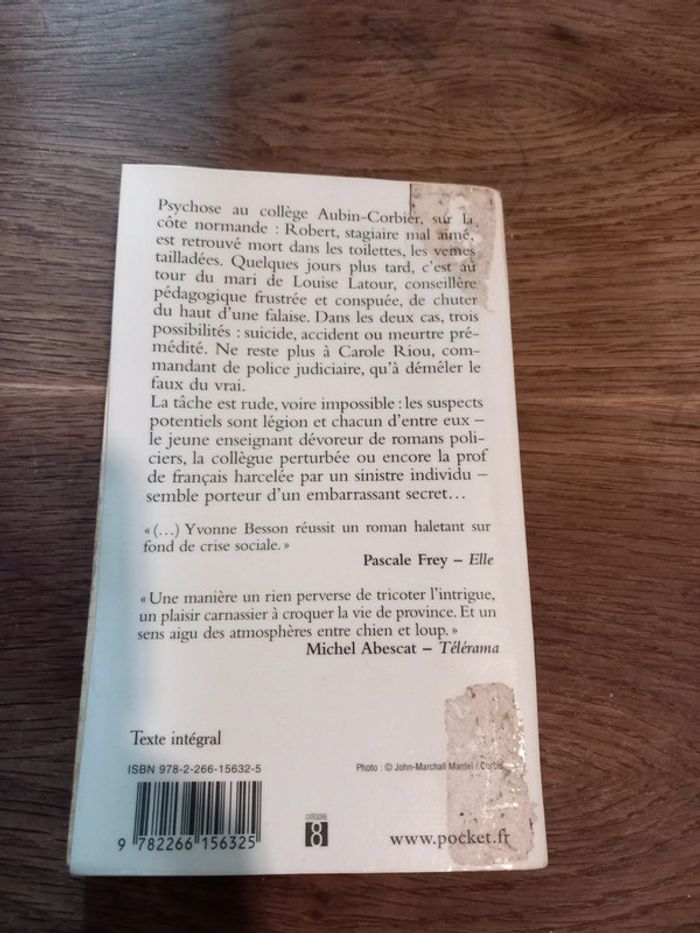 Psychose au collège Aubin-Corbier, sur la
côte normande : Robert, stagiaire mal aimé,
est retrouvé mort dans les toilettes, les veines
tailladées. Quelques jours plus tard, c'est au
tour du mari de Louise Latour, conseillère
pédagogique frustrée et conspuée, de chuter
du haut d'une falaise. Dans les deux cas, trois
possibilités : suicide, accident ou meurtre pré-
médité. Ne reste plus à Carole Riou, com-
mandant de police judiciaire, qu'à démêler le
faux du vrai.
La tâche est rude, voire impossible : les suspects
potentiels sont légion et chacun d'entre eux –
le jeune enseignant dévoreur de romans poli-
ciers, la collègue perturbée ou encore la prof
de français harcelée par un sinistre individu –
semble porteur d'un embarrassant secret...
« (...) Yvonne Besson réussit un roman haletant sur
fond de crise sociale. »
Pascale Frey – Elle
« Une manière un rien perverse de tricoter l'intrigue,
un plaisir carnassier à croquer la vie de province. Et un
sens aigu des atmosphères entre chien et loup. »
Michel Abescat – Télérama
Texte intégral
ISBN 978-2-266-15632-5
Photo : © John-Marchall Mantel / Corbis
9 782266 156325
CATÉGORIE
8
www.pocket.fr